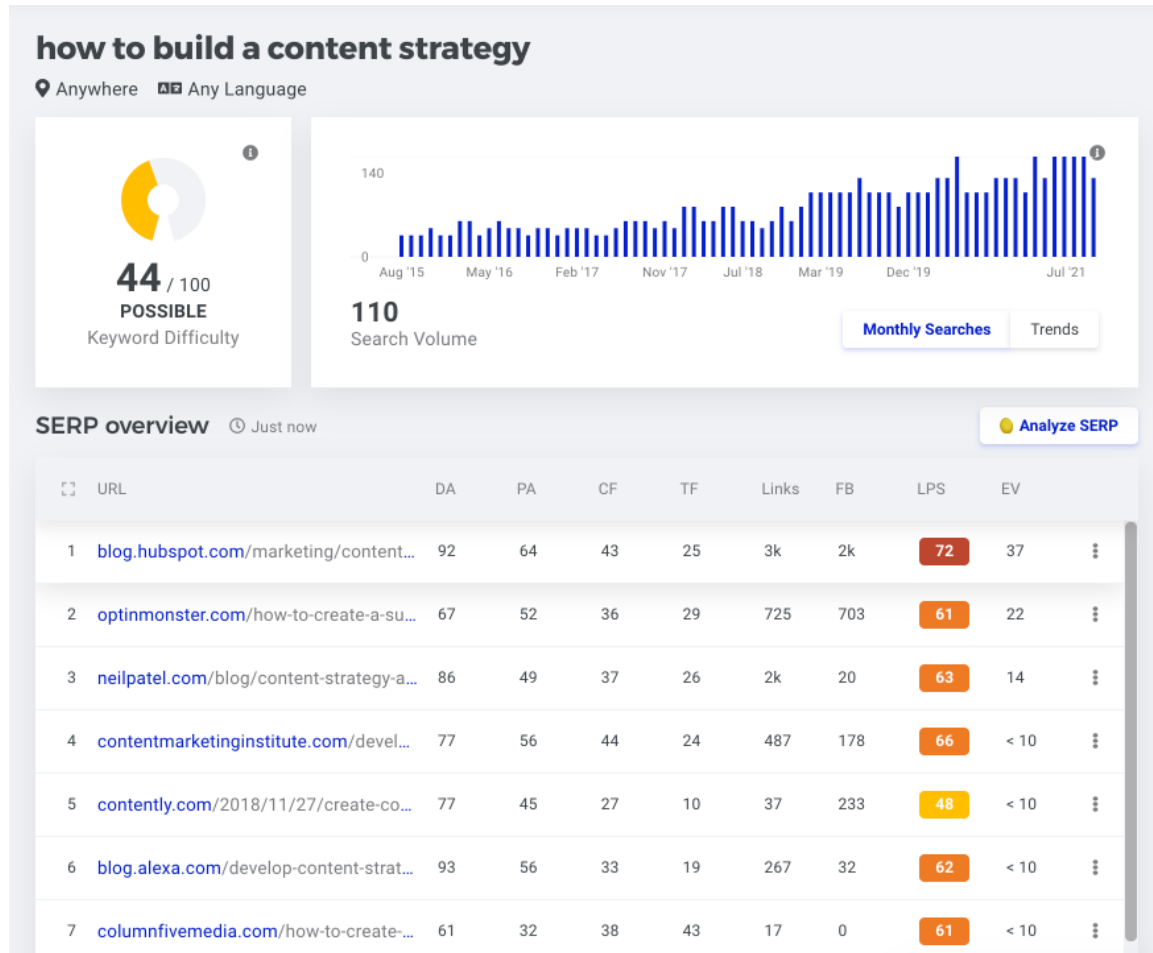 how to build a content strategy
Anywhere Any Language
44 / 100
POSSIBLE
Keyword Difficulty
140
0
Aug '15 May '16 Feb '17 Nov '17 Jul '18 Mar '19 Dec '19 Jul '21
110
Search Volume
Monthly Searches Trends
SERP overview Just now
Analyze SERP
URL DA PA CF TF Links FB LPS EV
1 blog.hubspot.com/marketing/content... 92 64 43 25 3k 2k 72 37
2 optinmonster.com/how-to-create-a-su... 67 52 36 29 725 703 61 22
3 neilpatel.com/blog/content-strategy-a... 86 49 37 26 2k 20 63 14
4 contentmarketinginstitute.com/devel... 77 56 44 24 487 178 66 < 10
5 contently.com/2018/11/27/create-co... 77 45 27 10 37 233 48 < 10
6 blog.alexa.com/develop-content-strat... 93 56 33 19 267 32 62 < 10
7 columnfivemedia.com/how-to-create-... 61 32 38 43 17 0 61 < 10